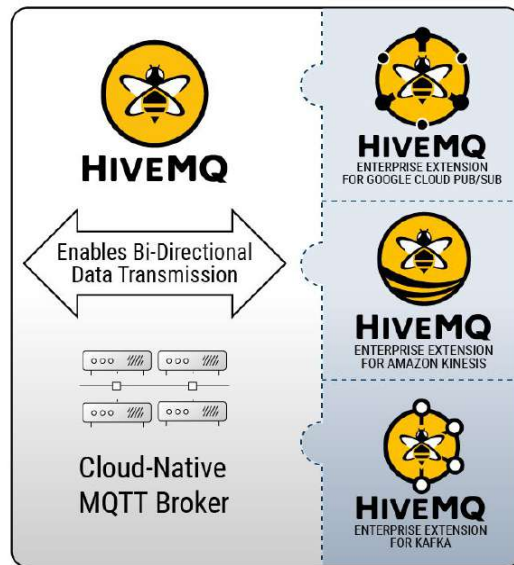 HIVEMQ
Enables Bi-Directional
Data Transmission
Cloud-Native
MQTT Broker
HIVEMQ
ENTERPRISE EXTENSION
FOR GOOGLE CLOUD PUB/SUB
HIVEMQ
ENTERPRISE EXTENSION
FOR AMAZON KINESIS
HIVEMQ
ENTERPRISE EXTENSION
FOR KAFKA